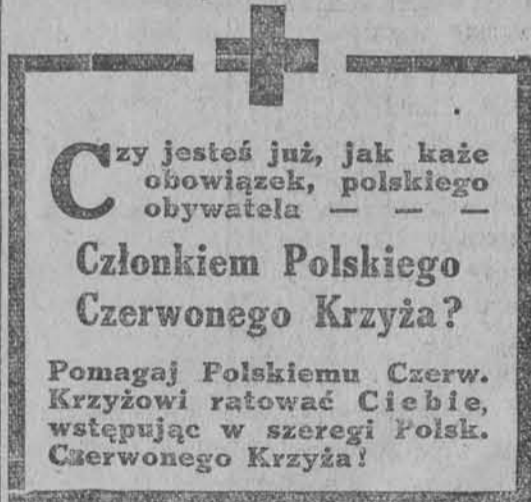 Czy jesteś już, jak każe
obowiązek, polskiego
obywatela — — —
Członkiem Polskiego
Czerwonego Krzyża?
Pomagaj Polskiemu Czerw.
Krzyżowi ratować Ciebie,
wstępując w szeregi Polsk.
Czerwonego Krzyża!